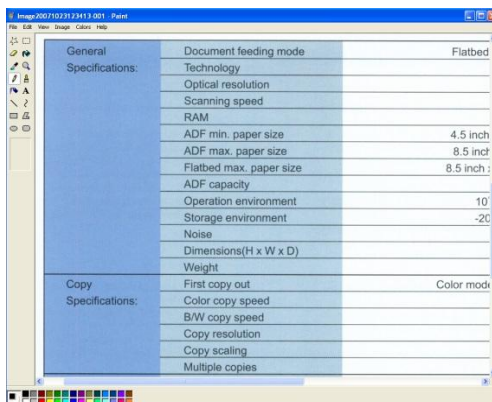 Image20071023123413-001 - Paint
File Edit View Image Colors Help
General Document feeding mode Flatbed
Specifications: Technology
Optical resolution
Scanning speed
RAM
ADF min. paper size 4.5 inch
ADF max. paper size 8.5 inch
Flatbed max. paper size 8.5 inch
ADF capacity
Operation environment 10
Storage environment -20
Noise
Dimensions(H x W x D)
Weight
Copy First copy out Color mode
Specifications: Color copy speed
B/W copy speed
Copy resolution
Copy scaling
Multiple copies